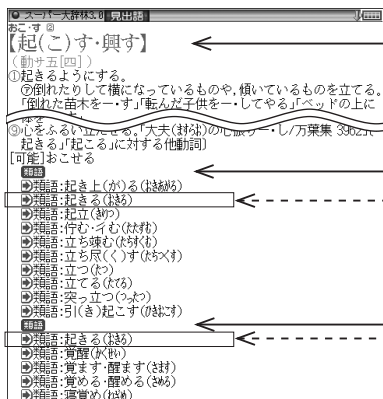 スーパー大辞林3.0 見出語
おこ・す ②
【起(こ)す・興す】
(動サ五[四])
①起きるようにする。
㋐倒れたりして横になっているものや,傾いているものを立てる。
「倒れた苗木を―・す」「転んだ子供を―・してやる」「ベッドの上に
⑨心をふるい立たせる。「大夫(ますらを)の心振り―・し/万葉集 3962」〔―
起きる」「起こる」に対する他動詞〕
[可能]おこせる
類語
類語:起き上(が)る(おきあがる)
類語:起きる(おきる)
類語:起立(きりつ)
類語:佇む・彳む(たたずむ)
類語:立ち竦む(たちすくむ)
類語:立ち尽(く)す(たちつくす)
類語:立つ(たつ)
類語:立てる(たてる)
類語:突っ立つ(つったつ)
類語:引(き)起こす(ひきおこす)
類語
類語:起きる(おきる)
類語:覚醒(かくせい)
類語:覚ます・醒ます(さます)
類語:覚める・醒める(さめる)
類語:寝覚め(ねざめ)